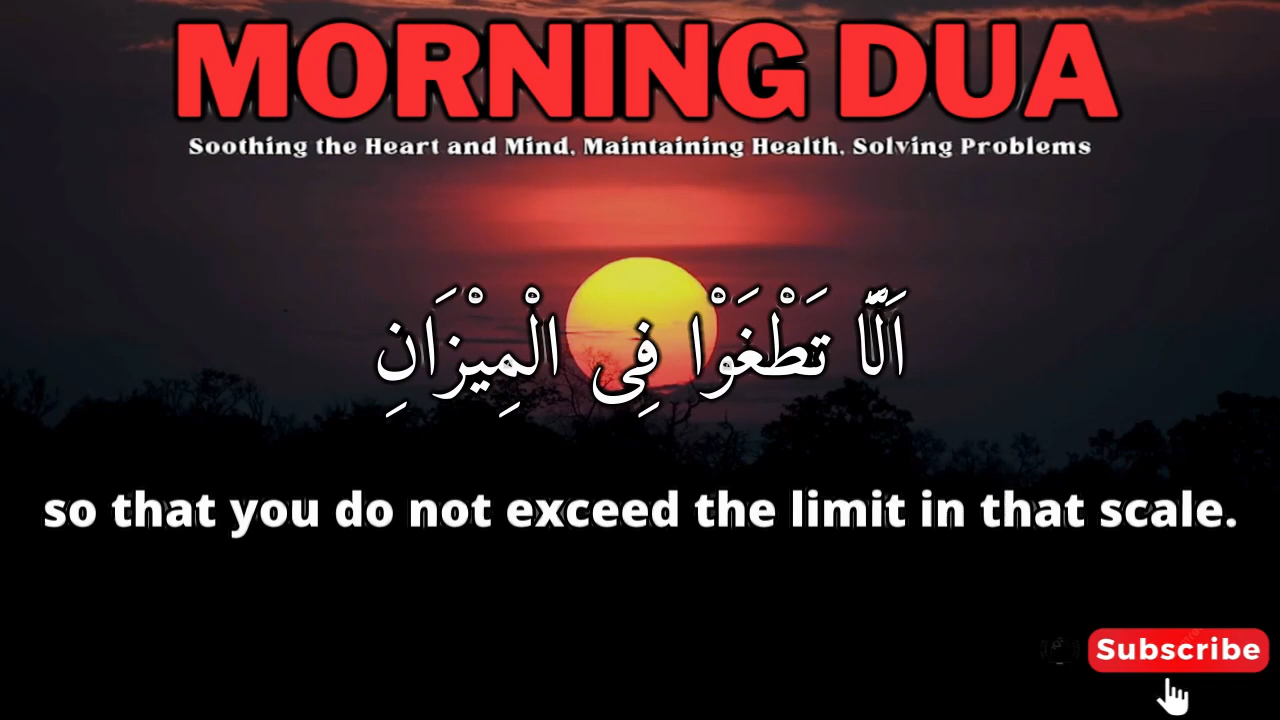 MORNING DUA
Soothing the Heart and Mind, Maintaining Health, Solving Problems
اَلَّا تَطْغَوْا فِى الْمِيْزَانِ
so that you do not exceed the limit in that scale.
Subscribe